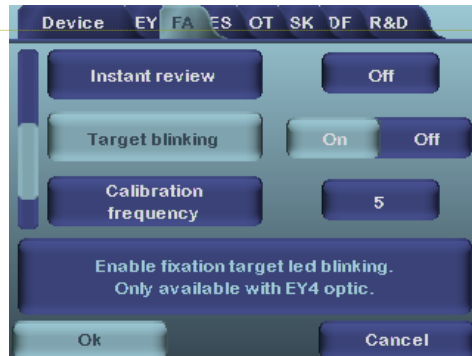 Device EY FA ES OT SK DF R&D
Instant review Off
Target blinking On Off
Calibration
frequency 5
Enable fixation target led blinking.
Only available with EY4 optic.
Ok Cancel